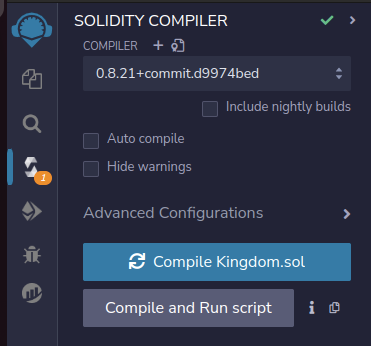 SOLIDITY COMPILER
COMPILER
0.8.21+commit.d9974bed
Include nightly builds
Auto compile
Hide warnings
1
Advanced Configurations
Compile Kingdom.sol
Compile and Run script